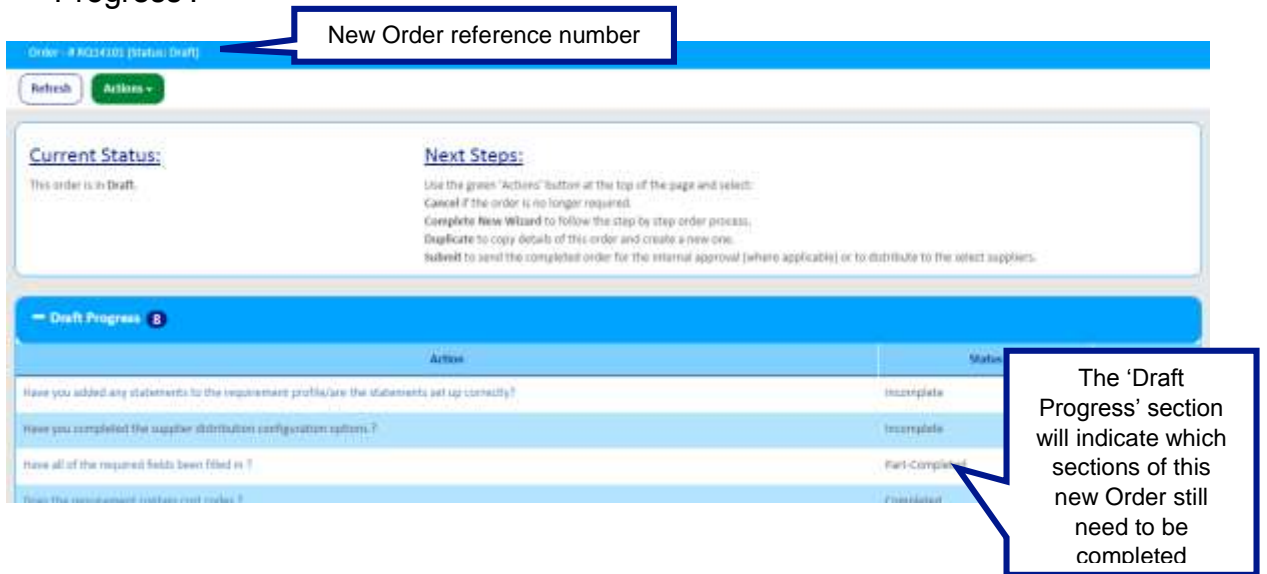 Progress'.
New Order reference number
Order - # RQ14101 (Status: Draft)
Refresh
Actions
Current Status:
This order is in Draft.
Next Steps:
Use the green 'Actions' button at the top of the page and select:
Cancel if the order is no longer required.
Complete New Wizard to follow the step by step order process.
Duplicate to copy details of this order and create a new one.
Submit to send the completed order for the internal approval (where applicable) or to distribute to the select suppliers.
Draft Progress 8
Action
Status
Have you added any statements to the requirement profile/are the statements set up correctly?
Incomplete
Have you completed the supplier distribution configuration options ?
Incomplete
Have all of the required fields been filled in ?
Part-Completed
Does the requirement contain cost codes ?
Completed
The ‘Draft
Progress’ section
will indicate which
sections of this
new Order still
need to be
completed